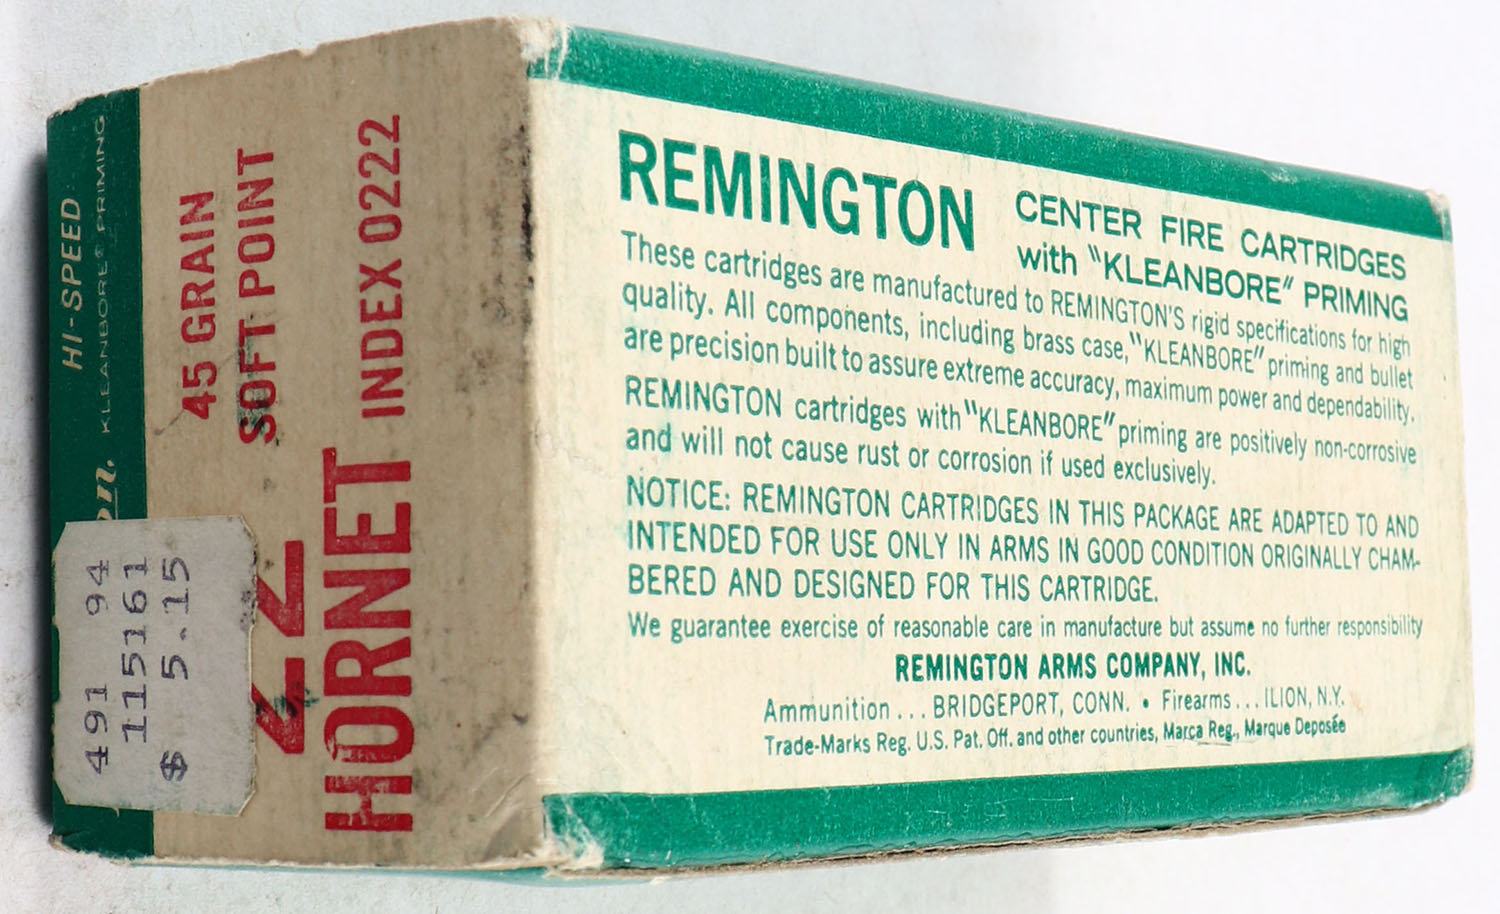 HI-SPEED
KLEANBORE® PRIMING
on.
45 GRAIN
SOFT POINT
22
HORNET INDEX 0222
491 94
115161
$ 5.15
REMINGTON
CENTER FIRE CARTRIDGES
with "KLEANBORE" PRIMING
These cartridges are manufactured to REMINGTON'S rigid specifications for high
quality. All components, including brass case, "KLEANBORE" priming and bullet
are precision built to assure extreme accuracy, maximum power and dependability.
REMINGTON cartridges with "KLEANBORE" priming are positively non-corrosive
and will not cause rust or corrosion if used exclusively.
NOTICE: REMINGTON CARTRIDGES IN THIS PACKAGE ARE ADAPTED TO AND
INTENDED FOR USE ONLY IN ARMS IN GOOD CONDITION ORIGINALLY CHAM-
BERED AND DESIGNED FOR THIS CARTRIDGE.
We guarantee exercise of reasonable care in manufacture but assume no further responsibility
REMINGTON ARMS COMPANY, INC.
Ammunition ... BRIDGEPORT, CONN. • Firearms ... ILION, N.Y.
Trade-Marks Reg. U.S. Pat. Off. and other countries, Marca Reg., Marque Deposée